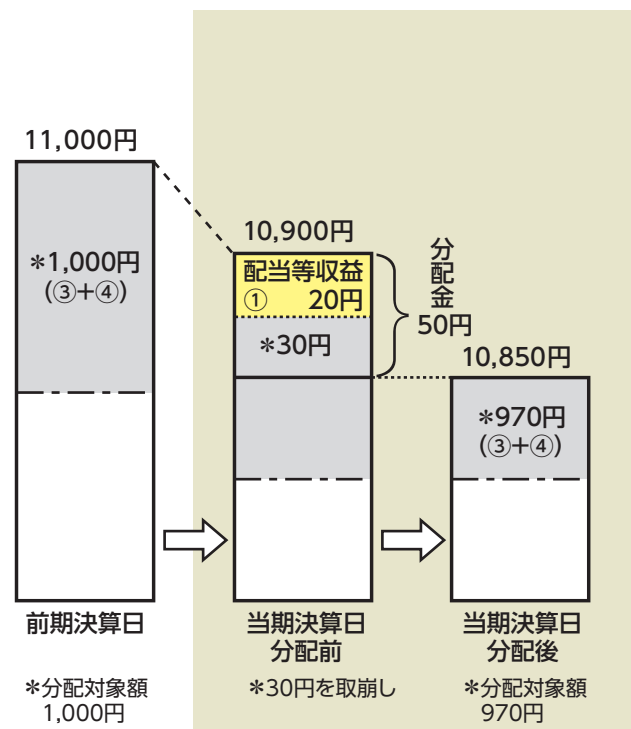 11,000円
*1,000円
(③+④)
前期決算日
*分配対象額
1,000円
10,900円
配当等収益
① 20円
*30円
分配金
50円
当期決算日
分配前
*30円を取崩し
10,850円
*970円
(③+④)
当期決算日
分配後
*分配対象額
970円